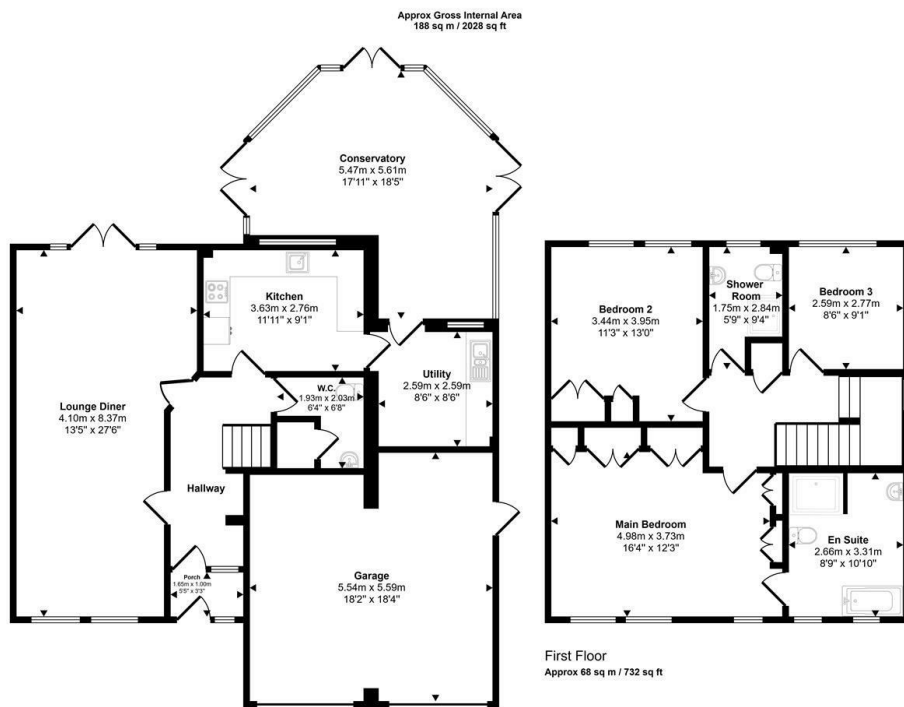 Approx Gross Internal Area
188 sq m / 2028 sq ft
Conservatory
5.47m x 5.61m
17'11" x 18'5"
Kitchen
3.63m x 2.76m
11'11" x 9'1"
Utility
2.59m x 2.59m
8'6" x 8'6"
W.C.
1.93m x 2.03m
6'4" x 6'8"
Lounge Diner
4.10m x 8.37m
13'5" x 27'6"
Hallway
Porch
1.65m x 1.00m
5'5" x 3'3"
Garage
5.54m x 5.59m
18'2" x 18'4"
Bedroom 2
3.44m x 3.95m
11'3" x 13'0"
Shower
Room
1.75m x 2.84m
5'9" x 9'4"
Bedroom 3
2.59m x 2.77m
8'6" x 9'1"
Main Bedroom
4.98m x 3.73m
16'4" x 12'3"
En Suite
2.66m x 3.31m
8'9" x 10'10"
First Floor
Approx 68 sq m / 732 sq ft